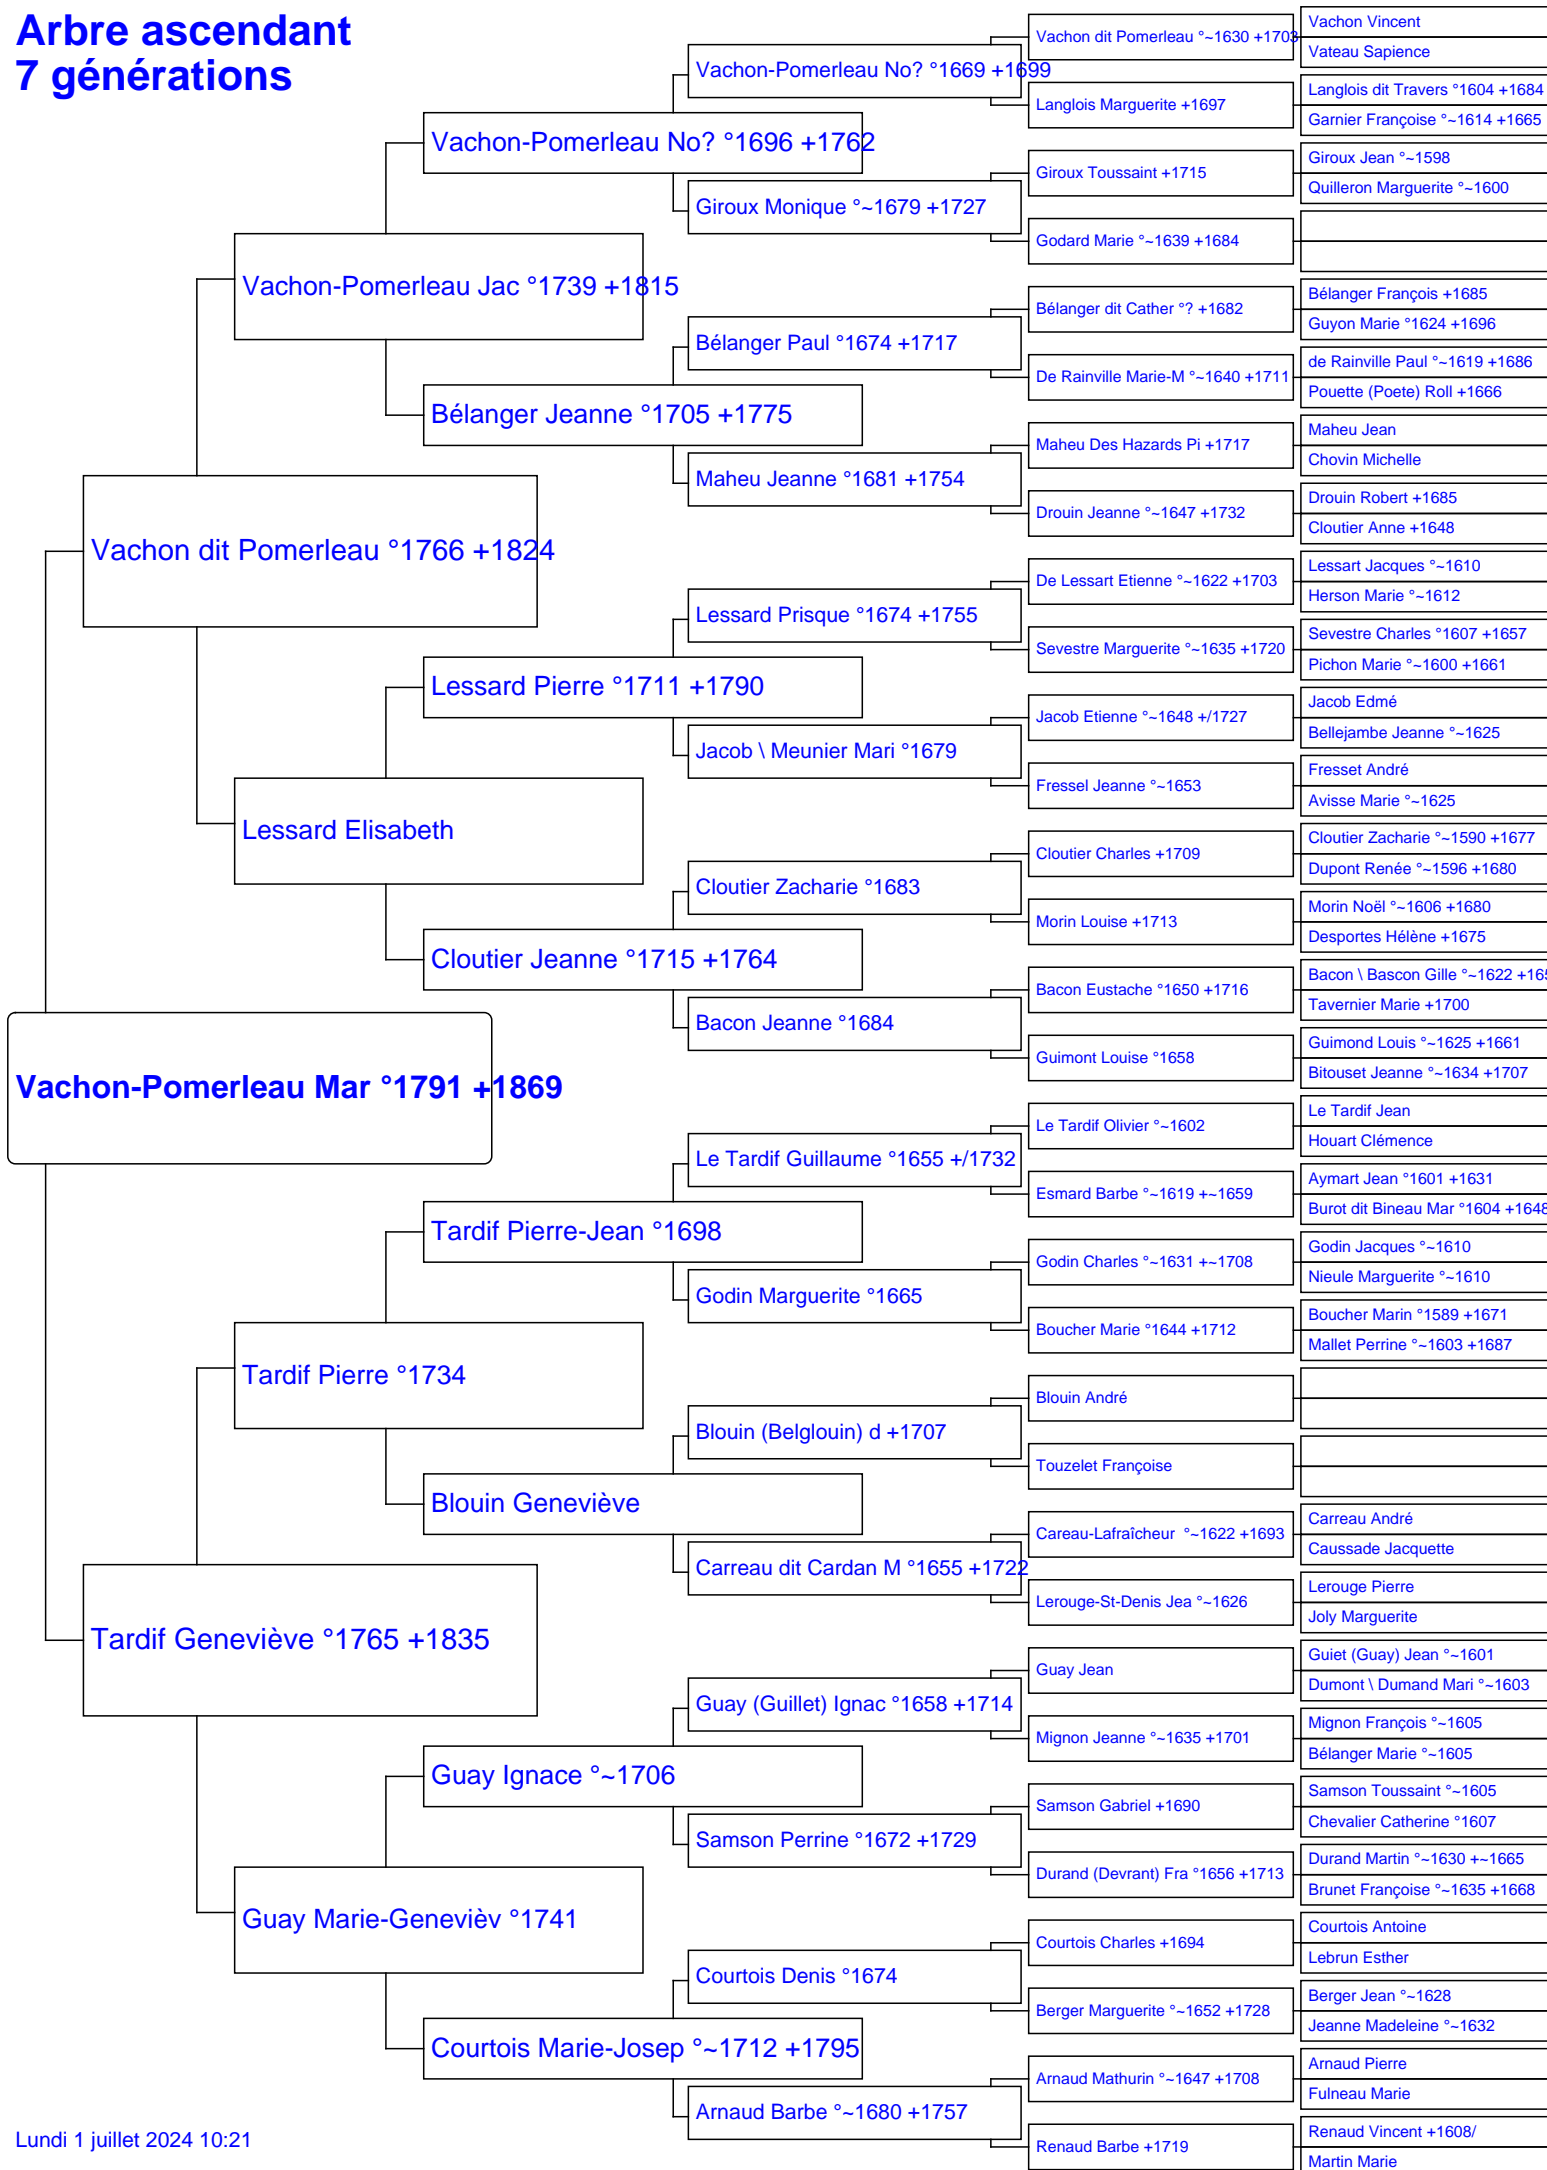 Arbre ascendant
7 générations
Vachon-Pomerleau Mar °1791 +1869
Vachon dit Pomerleau °1766 +1824
Tardif Geneviève °1765 +1835
Vachon-Pomerleau Jac °1739 +1815
Lessard Elisabeth
Tardif Pierre °1734
Guay Marie-Genevièv °1741
Vachon-Pomerleau No? °1696 +1762
Bélanger Jeanne °1705 +1775
Lessard Pierre °1711 +1790
Cloutier Jeanne °1715 +1764
Tardif Pierre-Jean °1698
Blouin Geneviève
Guay Ignace °~1706
Courtois Marie-Josep °~1712 +1795
Vachon-Pomerleau No? °1669 +1699
Giroux Monique °~1679 +1727
Bélanger Paul °1674 +1717
Maheu Jeanne °1681 +1754
Lessard Prisque °1674 +1755
Jacob \ Meunier Mari °1679
Cloutier Zacharie °1683
Bacon Jeanne °1684
Le Tardif Guillaume °1655 +/1732
Godin Marguerite °1665
Blouin (Belglouin) d +1707
Carreau dit Cardan M °1655 +1722
Guay (Guillet) Ignac °1658 +1714
Samson Perrine °1672 +1729
Courtois Denis °1674
Arnaud Barbe °~1680 +1757
Vachon dit Pomerleau °~1630 +1703
Langlois Marguerite +1697
Giroux Toussaint +1715
Godard Marie °~1639 +1684
Bélanger dit Cather °? +1682
De Rainville Marie-M °~1640 +1711
Maheu Des Hazards Pi +1717
Drouin Jeanne °~1647 +1732
De Lessart Etienne °~1622 +1703
Sevestre Marguerite °~1635 +1720
Jacob Etienne °~1648 +/1727
Fressel Jeanne °~1653
Cloutier Charles +1709
Morin Louise +1713
Bacon Eustache °1650 +1716
Guimont Louise °1658
Le Tardif Olivier °~1602
Esmard Barbe °~1619 +~1659
Godin Charles °~1631 +~1708
Boucher Marie °1644 +1712
Blouin André
Touzelet Françoise
Careau-Lafraîcheur °~1622 +1693
Lerouge-St-Denis Jea °~1626
Guay Jean
Mignon Jeanne °~1635 +1701
Samson Gabriel +1690
Durand (Devrant) Fra °1656 +1713
Courtois Charles +1694
Berger Marguerite °~1652 +1728
Arnaud Mathurin °~1647 +1708
Renaud Barbe +1719
Vachon Vincent
Vateau Sapience
Langlois dit Travers °1604 +1684
Garnier Françoise °~1614 +1665
Giroux Jean °~1598
Quilleron Marguerite °~1600
Bélanger François +1685
Guyon Marie °1624 +1696
de Rainville Paul °~1619 +1686
Pouette (Poete) Roll +1666
Maheu Jean
Chovin Michelle
Drouin Robert +1685
Cloutier Anne +1648
Lessart Jacques °~1610
Herson Marie °~1612
Sevestre Charles °1607 +1657
Pichon Marie °~1600 +1661
Jacob Edmé
Bellejambe Jeanne °~1625
Fresset André
Avisse Marie °~1625
Cloutier Zacharie °~1590 +1677
Dupont Renée °~1596 +1680
Morin Noël °~1606 +1680
Desportes Hélène +1675
Bacon \ Bascon Gille °~1622 +165
Tavernier Marie +1700
Guimond Louis °~1625 +1661
Bitouset Jeanne °~1634 +1707
Le Tardif Jean
Houart Clémence
Aymart Jean °1601 +1631
Burot dit Bineau Mar °1604 +1648
Godin Jacques °~1610
Nieule Marguerite °~1610
Boucher Marin °1589 +1671
Mallet Perrine °~1603 +1687
Carreau André
Caussade Jacquette
Lerouge Pierre
Joly Marguerite
Guiet (Guay) Jean °~1601
Dumont \ Dumand Mari °~1603
Mignon François °~1605
Bélanger Marie °~1605
Samson Toussaint °~1605
Chevalier Catherine °1607
Durand Martin °~1630 +~1665
Brunet Françoise °~1635 +1668
Courtois Antoine
Lebrun Esther
Berger Jean °~1628
Jeanne Madeleine °~1632
Arnaud Pierre
Fulneau Marie
Renaud Vincent +1608/
Martin Marie
Lundi 1 juillet 2024 10:21